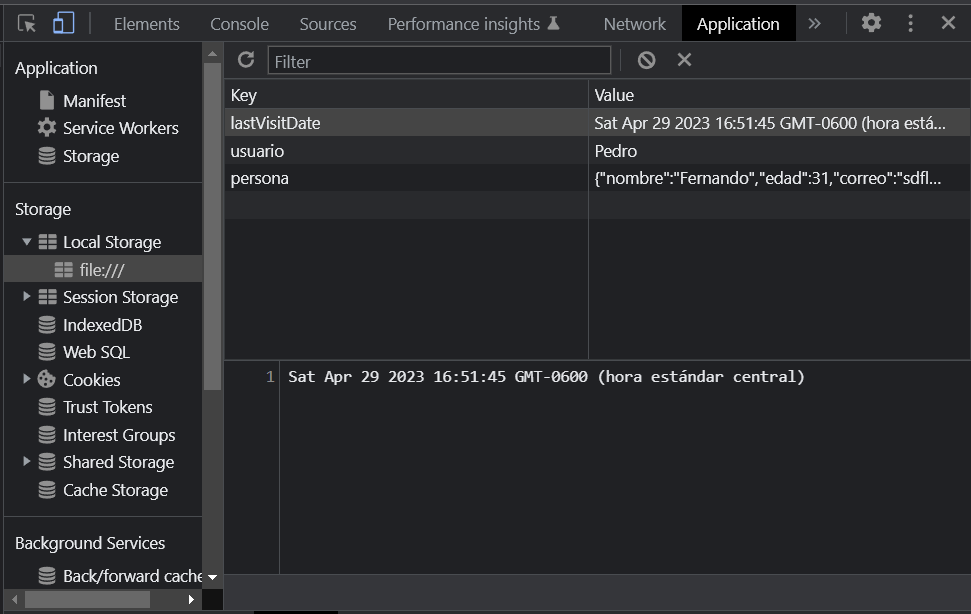 Elements Console Sources Performance insights Network Application
Application
Manifest
Service Workers
Storage
Storage
Local Storage
file:///
Session Storage
IndexedDB
Web SQL
Cookies
Trust Tokens
Interest Groups
Shared Storage
Cache Storage
Background Services
Back/forward cache
Filter
Key Value
lastVisitDate Sat Apr 29 2023 16:51:45 GMT-0600 (hora está...
usuario Pedro
persona {"nombre":"Fernando","edad":31,"correo":"sdfl...
1 Sat Apr 29 2023 16:51:45 GMT-0600 (hora estándar central)